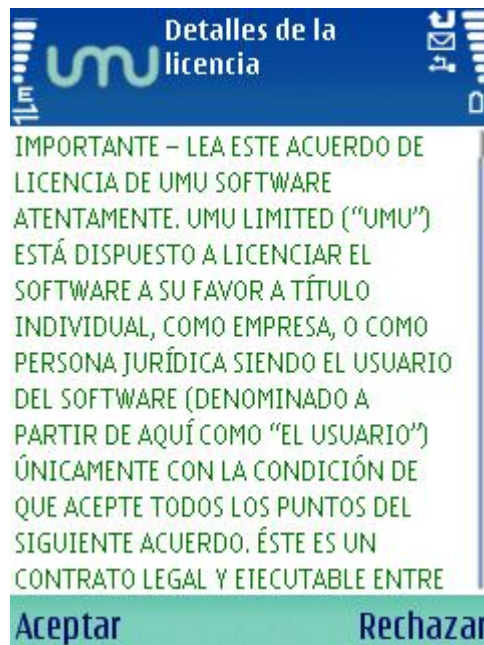 Detalles de la
umu licencia
E
IMPORTANTE – LEA ESTE ACUERDO DE
LICENCIA DE UMU SOFTWARE
ATENTAMENTE. UMU LIMITED (“UMU”)
ESTÁ DISPUESTO A LICENCIAR EL
SOFTWARE A SU FAVOR A TÍTULO
INDIVIDUAL, COMO EMPRESA, O COMO
PERSONA JURÍDICA SIENDO EL USUARIO
DEL SOFTWARE (DENOMINADO A
PARTIR DE AQUÍ COMO “EL USUARIO”)
ÚNICAMENTE CON LA CONDICIÓN DE
QUE ACEPTE TODOS LOS PUNTOS DEL
SIGUIENTE ACUERDO. ÉSTE ES UN
CONTRATO LEGAL Y EJECUTABLE ENTRE
Aceptar Rechazar